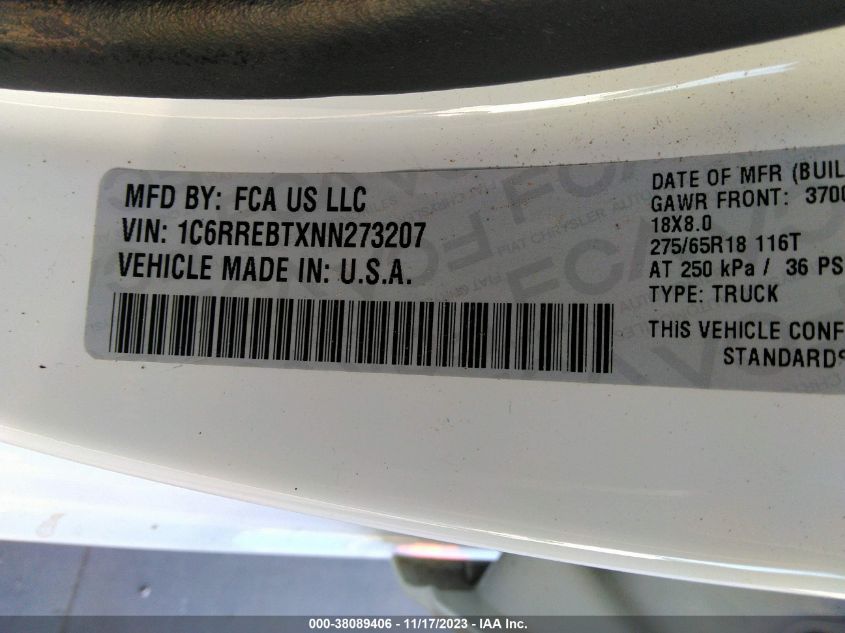 MFD BY: FCA US LLC
VIN: 1C6RREBTXNN273207
VEHICLE MADE IN: U.S.A.
DATE OF MFR (BUIL
GAWR FRONT: 370
18X8.0
275/65R18 116T
AT 250 kPa / 36 PS
TYPE: TRUCK
THIS VEHICLE CONF
STANDARDS
000-38089406 - 11/17/2023 - IAA Inc.